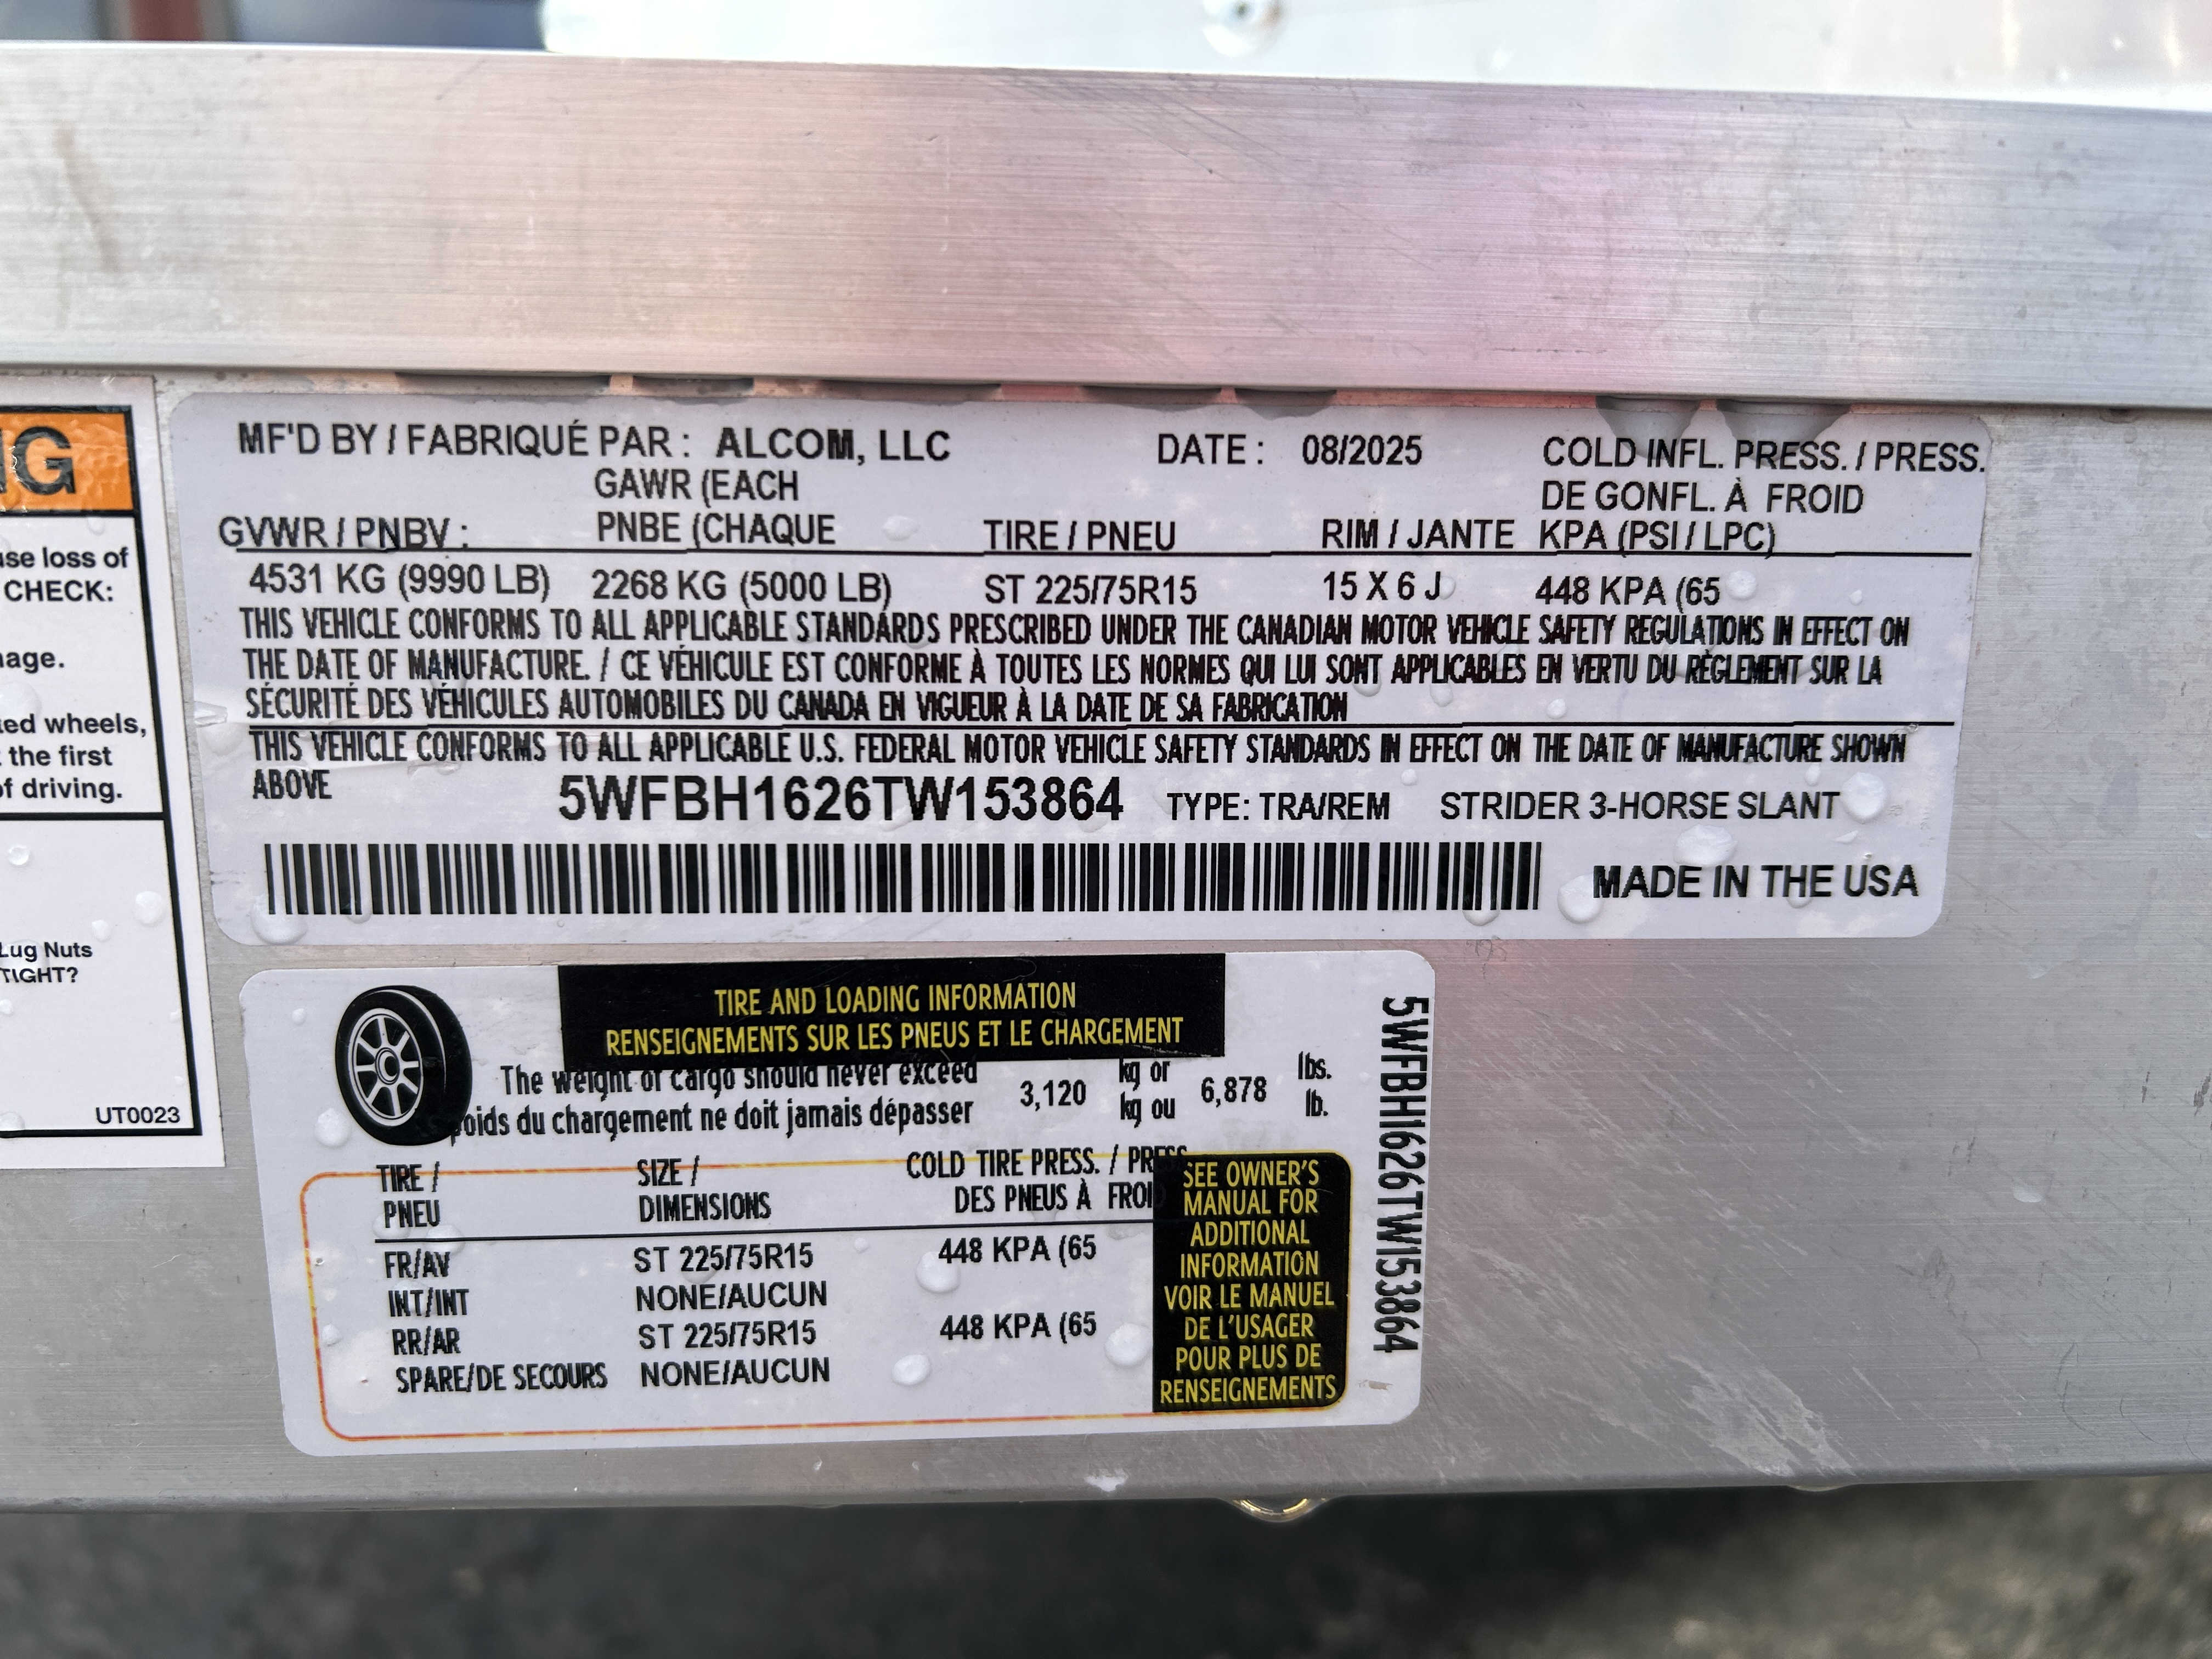 NG
se loss of
CHECK:
age.
ed wheels,
the first
of driving.
Lug Nuts
TIGHT?
UT0023
MF'D BY / FABRIQUÉ PAR : ALCOM, LLC DATE : 08/2025 COLD INFL. PRESS. / PRESS.
GAWR (EACH DE GONFL. À FROID
GVWR / PNBV : PNBE (CHAQUE TIRE / PNEU RIM / JANTE KPA (PSI / LPC)
4531 KG (9990 LB) 2268 KG (5000 LB) ST 225/75R15 15 X 6 J 448 KPA (65
THIS VEHICLE CONFORMS TO ALL APPLICABLE STANDARDS PRESCRIBED UNDER THE CANADIAN MOTOR VEHICLE SAFETY REGULATIONS IN EFFECT ON
THE DATE OF MANUFACTURE. / CE VÉHICULE EST CONFORME À TOUTES LES NORMES QUI LUI SONT APPLICABLES EN VERTU DU RÈGLEMENT SUR LA
SÉCURITÉ DES VÉHICULES AUTOMOBILES DU CANADA EN VIGUEUR À LA DATE DE SA FABRICATION
THIS VEHICLE CONFORMS TO ALL APPLICABLE U.S. FEDERAL MOTOR VEHICLE SAFETY STANDARDS IN EFFECT ON THE DATE OF MANUFACTURE SHOWN
ABOVE 5WFBH1626TW153864 TYPE: TRA/REM STRIDER 3-HORSE SLANT
MADE IN THE USA
TIRE AND LOADING INFORMATION
RENSEIGNEMENTS SUR LES PNEUS ET LE CHARGEMENT
The weight of cargo should never exceed 3,120 kg or 6,878 lbs.
poids du chargement ne doit jamais dépasser kg ou lb.
TIRE / SIZE / COLD TIRE PRESS. / PRESS.
PNEU DIMENSIONS DES PNEUS À FROI
FR/AV ST 225/75R15 448 KPA (65
INT/INT NONE/AUCUN
RR/AR ST 225/75R15 448 KPA (65
SPARE/DE SECOURS NONE/AUCUN
SEE OWNER'S
MANUAL FOR
ADDITIONAL
INFORMATION
VOIR LE MANUEL
DE L'USAGER
POUR PLUS DE
RENSEIGNEMENTS
5WFBH1626TW153864